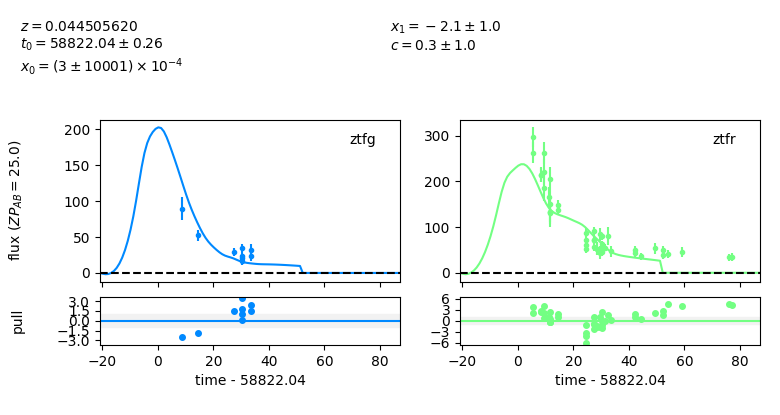 z = 0.044505620
t₀ = 58822.04 ± 0.26
x₀ = (3 ± 10001) × 10⁻⁴
x₁ = −2.1 ± 1.0
c = 0.3 ± 1.0
flux (ZP_AB = 25.0)
200
150
100
50
0
ztfg
300
200
100
0
ztfr
pull
3.0
1.5
0.0
−1.5
−3.0
−20 0 20 40 60 80
time - 58822.04
6
3
0
−3
−6
−20 0 20 40 60 80
time - 58822.04